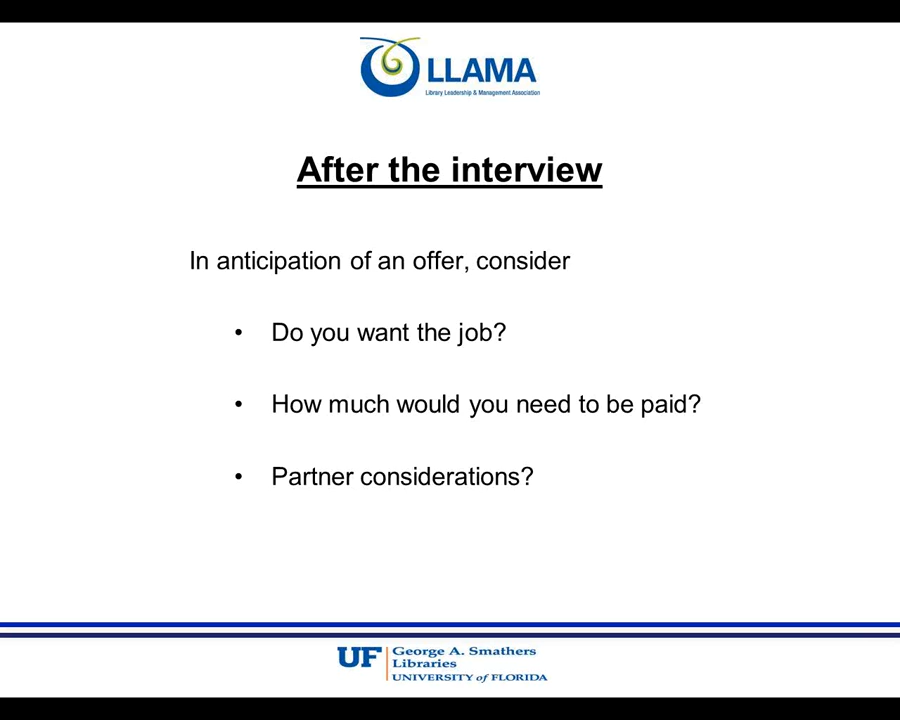 LLAMA
Library Leadership & Management Association
After the interview
In anticipation of an offer, consider
• Do you want the job?
• How much would you need to be paid?
• Partner considerations?
UF
George A. Smathers
Libraries
UNIVERSITY of FLORIDA